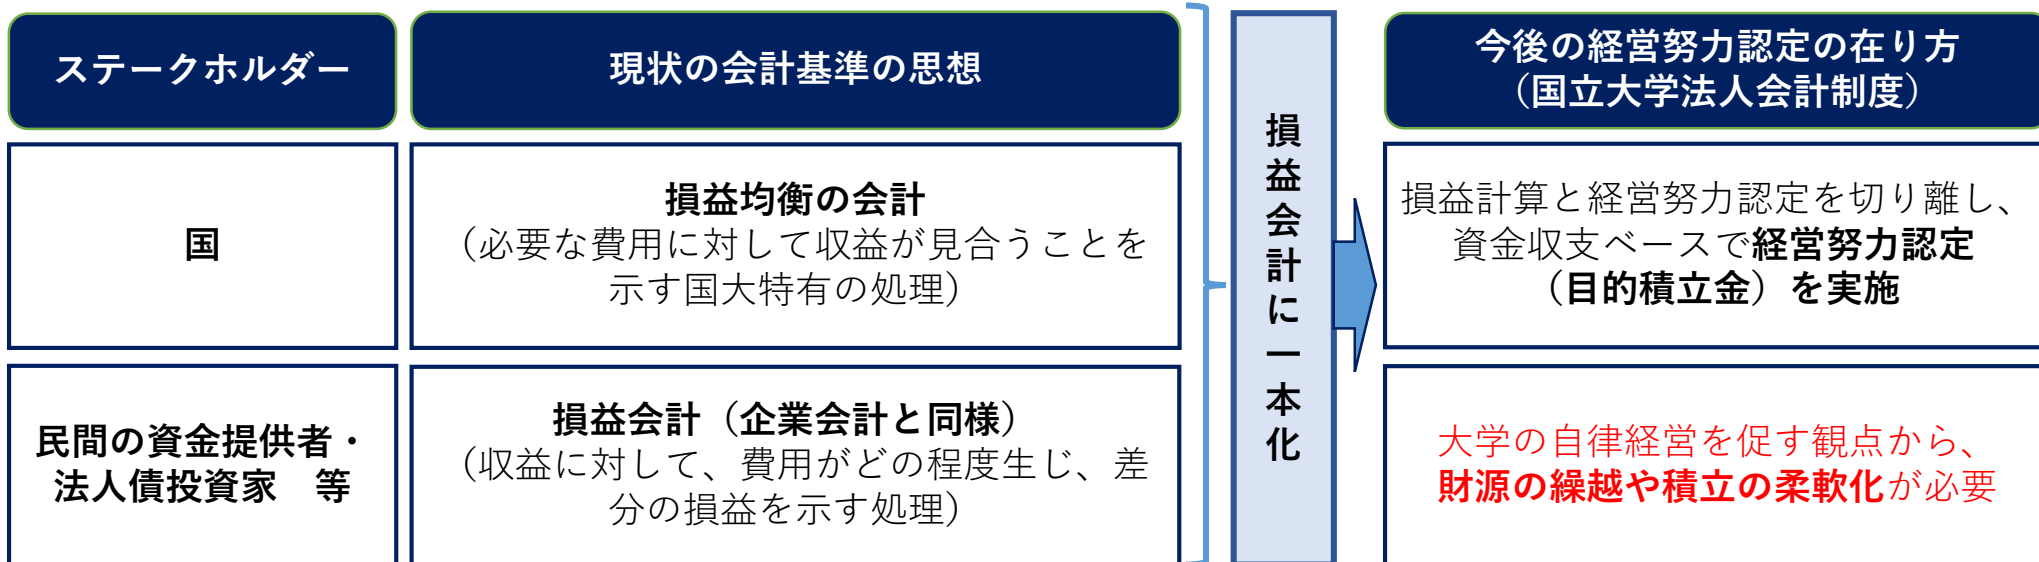 ステークホルダー
現状の会計基準の思想
国
損益均衡の会計
（必要な費用に対して収益が見合うことを
示す国大特有の処理）
民間の資金提供者・
法人債投資家　等
損益会計（企業会計と同様）
（収益に対して、費用がどの程度生じ、差
分の損益を示す処理）
損益会計に一本化
今後の経営努力認定の在り方
（国立大学法人会計制度）
損益計算と経営努力認定を切り離し、
資金収支ベースで経営努力認定
（目的積立金）を実施
大学の自律経営を促す観点から、
財源の繰越や積立の柔軟化が必要